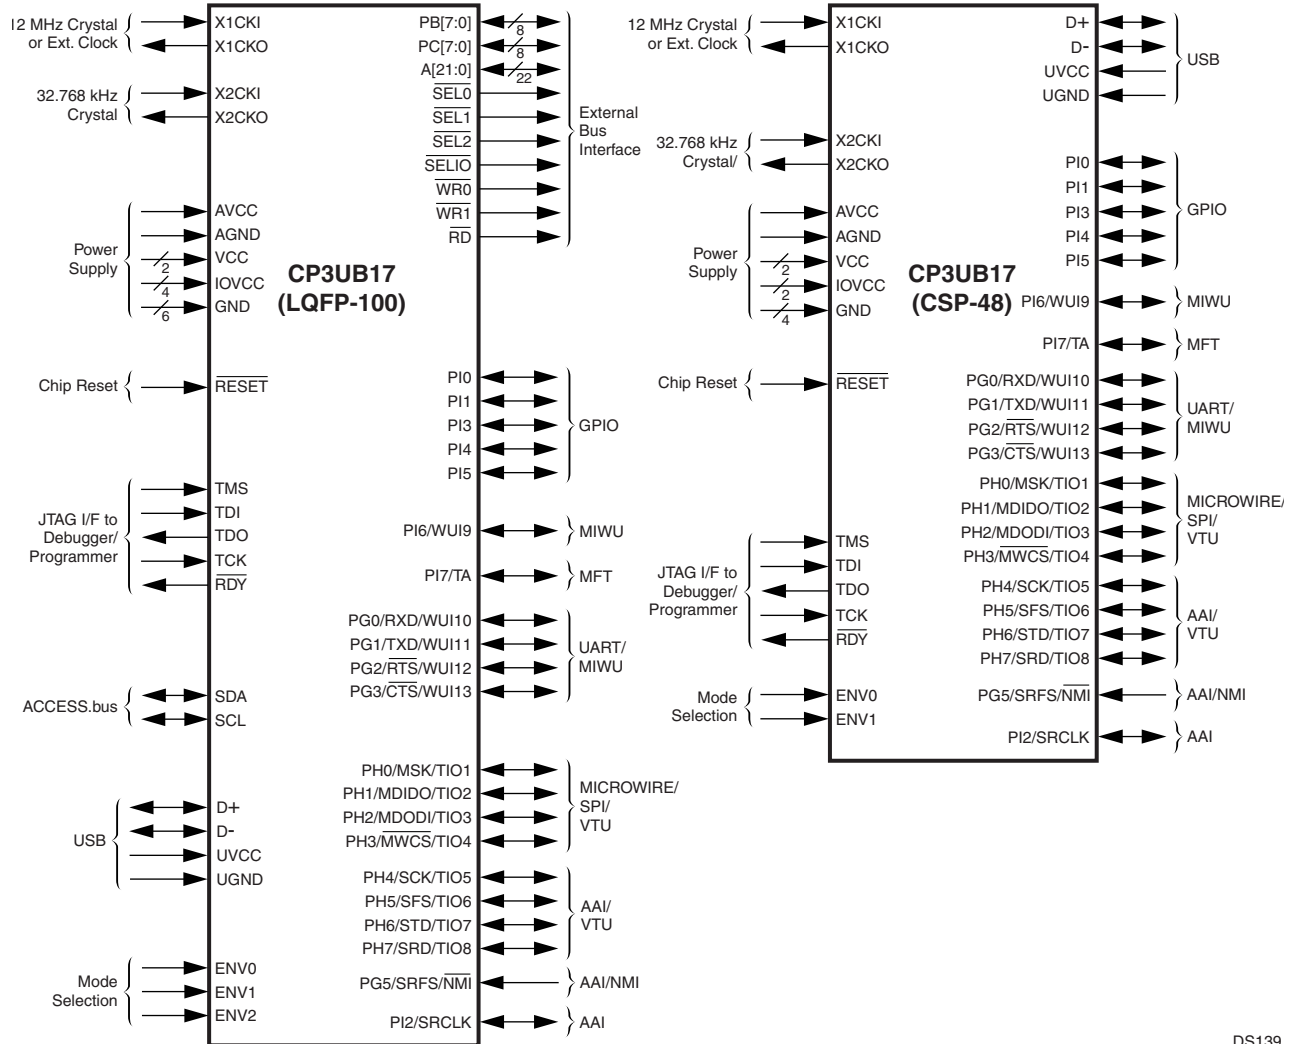 12 MHz Crystal
or Ext. Clock
X1CKI
X1CKO
32.768 kHz
Crystal
X2CKI
X2CKO
Power
Supply
AVCC
AGND
VCC
2
IOVCC
4
GND
6
CP3UB17
(LQFP-100)
Chip Reset
RESET
JTAG I/F to
Debugger/
Programmer
TMS
TDI
TDO
TCK
RDY
ACCESS.bus
SDA
SCL
USB
D+
D-
UVCC
UGND
Mode
Selection
ENV0
ENV1
ENV2
PB[7:0]
8
PC[7:0]
8
A[21:0]
22
SEL0
SEL1
SEL2
SELIO
WR0
WR1
RD
External
Bus
Interface
PI0
PI1
PI3
PI4
PI5
GPIO
PI6/WUI9
MIWU
PI7/TA
MFT
PG0/RXD/WUI10
PG1/TXD/WUI11
PG2/RTS/WUI12
PG3/CTS/WUI13
UART/
MIWU
PH0/MSK/TIO1
PH1/MDIDO/TIO2
PH2/MDODI/TIO3
PH3/MWCS/TIO4
MICROWIRE/
SPI/
VTU
PH4/SCK/TIO5
PH5/SFS/TIO6
PH6/STD/TIO7
PH7/SRD/TIO8
AAI/
VTU
PG5/SRFS/NMI
AAI/NMI
PI2/SRCLK
AAI
12 MHz Crystal
or Ext. Clock
X1CKI
X1CKO
32.768 kHz
Crystal/
X2CKI
X2CKO
Power
Supply
AVCC
AGND
VCC
2
IOVCC
2
GND
4
CP3UB17
(CSP-48)
Chip Reset
RESET
JTAG I/F to
Debugger/
Programmer
TMS
TDI
TDO
TCK
RDY
Mode
Selection
ENV0
ENV1
D+
D-
UVCC
UGND
USB
PI0
PI1
PI3
PI4
PI5
GPIO
PI6/WUI9
MIWU
PI7/TA
MFT
PG0/RXD/WUI10
PG1/TXD/WUI11
PG2/RTS/WUI12
PG3/CTS/WUI13
UART/
MIWU
PH0/MSK/TIO1
PH1/MDIDO/TIO2
PH2/MDODI/TIO3
PH3/MWCS/TIO4
MICROWIRE/
SPI/
VTU
PH4/SCK/TIO5
PH5/SFS/TIO6
PH6/STD/TIO7
PH7/SRD/TIO8
AAI/
VTU
PG5/SRFS/NMI
AAI/NMI
PI2/SRCLK
AAI
DS139